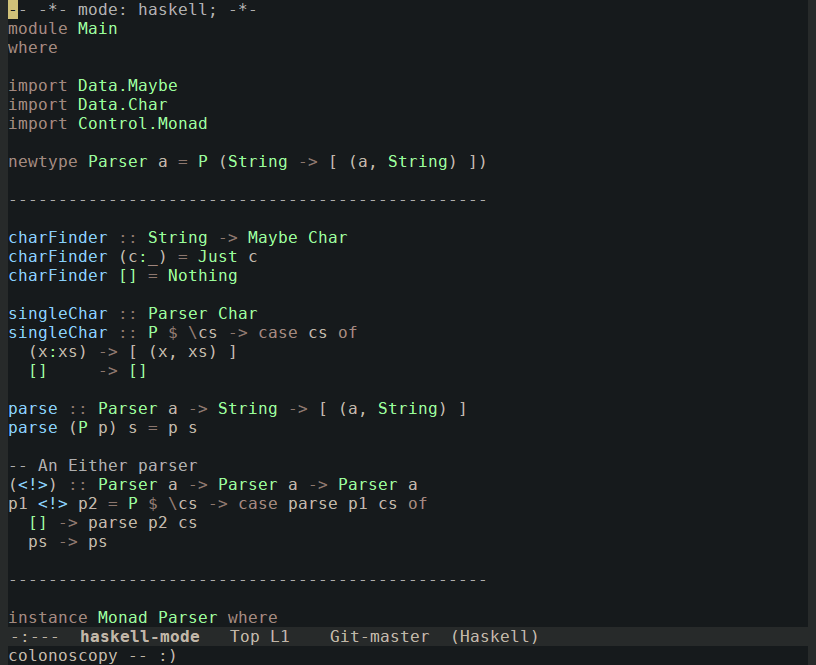 -- -*- mode: haskell; -*-
module Main
where
import Data.Maybe
import Data.Char
import Control.Monad
newtype Parser a = P (String -> [ (a, String) ])
------------------------------------------------
charFinder :: String -> Maybe Char
charFinder (c:_) = Just c
charFinder [] = Nothing
singleChar :: Parser Char
singleChar :: P $ \cs -> case cs of
  (x:xs) -> [ (x, xs) ]
  []     -> []
parse :: Parser a -> String -> [ (a, String) ]
parse (P p) s = p s
-- An Either parser
(<!>) :: Parser a -> Parser a -> Parser a
p1 <!> p2 = P $ \cs -> case parse p1 cs of
  [] -> parse p2 cs
  ps -> ps
------------------------------------------------
instance Monad Parser where
-:---  haskell-mode   Top L1    Git-master  (Haskell)
colonoscopy -- :)